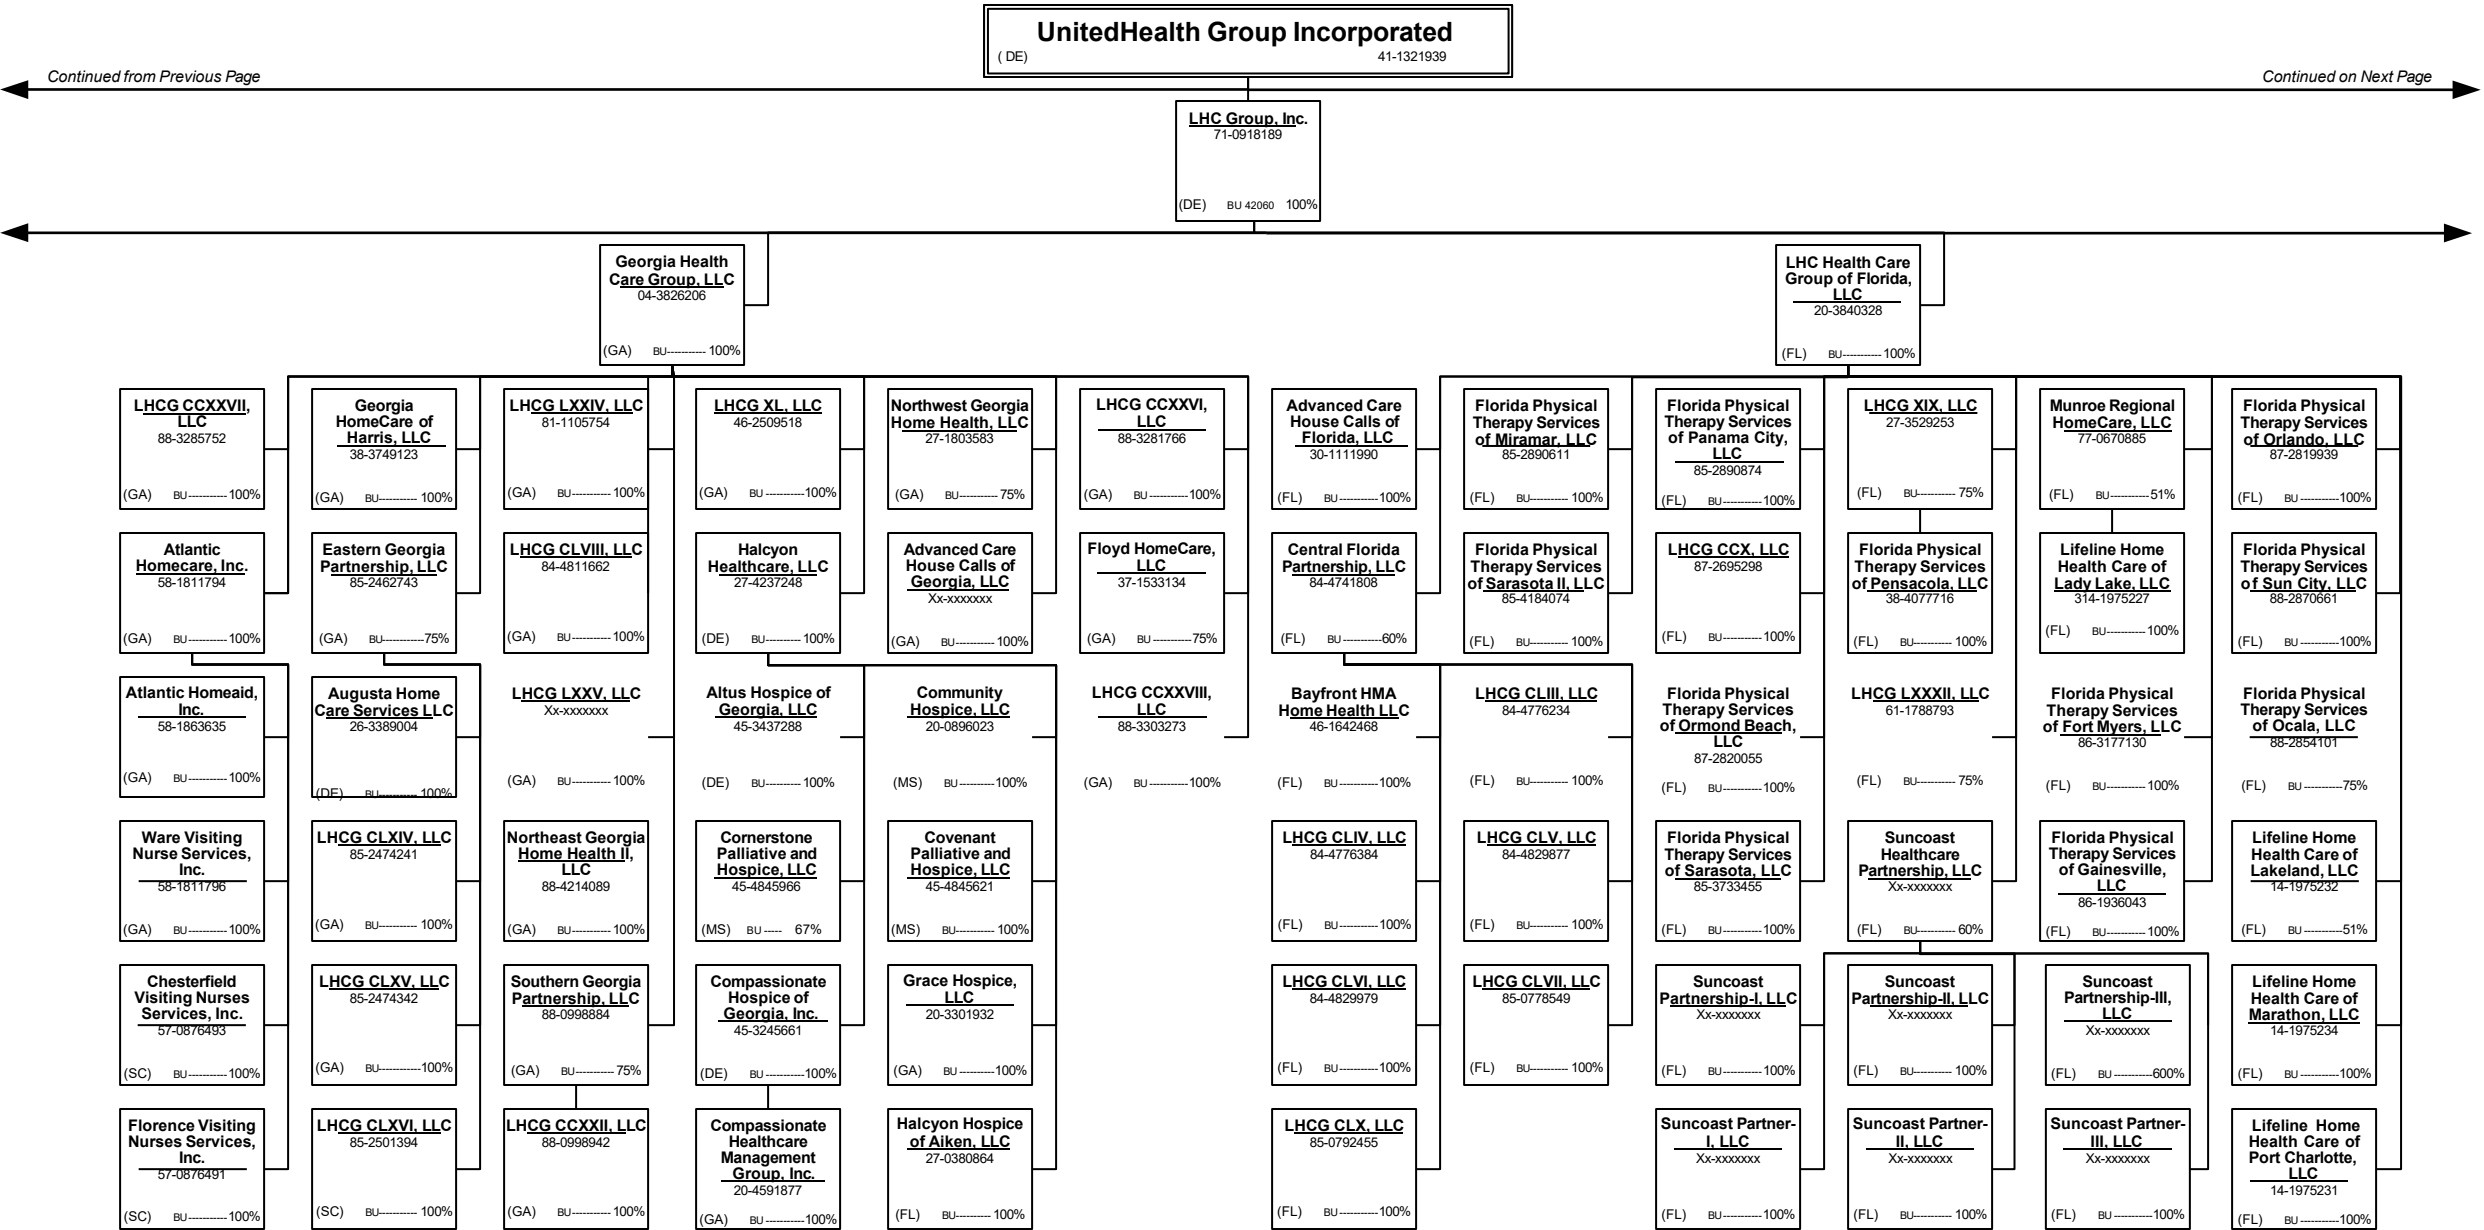 UnitedHealth Group Incorporated
( DE) 41-1321939
Continued from Previous Page
Continued on Next Page
LHC Group, Inc.
71-0918189
(DE) BU 42060 100%
Georgia Health
Care Group, LLC
04-3826206
(GA) BU----------- 100%
LHC Health Care
Group of Florida,
LLC
20-3840328
(FL) BU----------- 100%
LHCG CCXXVII,
LLC
88-3285752
(GA) BU----------- 100%
Georgia
HomeCare of
Harris, LLC
38-3749123
(GA) BU----------- 100%
LHCG LXXIV, LLC
81-1105754
(GA) BU----------- 100%
LHCG XL, LLC
46-2509518
(GA) BU-----------100%
Northwest Georgia
Home Health, LLC
27-1803583
(GA) BU----------- 75%
LHCG CCXXVI,
LLC
88-3281766
(GA) BU-----------100%
Advanced Care
House Calls of
Florida, LLC
30-1111990
(FL) BU-----------100%
Florida Physical
Therapy Services
of Miramar, LLC
85-2890611
(FL) BU----------- 100%
Florida Physical
Therapy Services
of Panama City,
LLC
85-2890874
(FL) BU-----------100%
LHCG XIX, LLC
27-3529253
(FL) BU----------- 75%
Munroe Regional
HomeCare, LLC
77-0670885
(FL) BU-----------51%
Florida Physical
Therapy Services
of Orlando, LLC
87-2819939
(FL) BU-----------100%
Atlantic
Homecare, Inc.
58-1811794
(GA) BU-----------100%
Eastern Georgia
Partnership, LLC
85-2462743
(GA) BU------------75%
LHCG CLVIII, LLC
84-4811662
(GA) BU----------- 100%
Halcyon
Healthcare, LLC
27-4237248
(DE) BU---------- 100%
Advanced Care
House Calls of
Georgia, LLC
Xx-xxxxxxx
(GA) BU----------- 100%
Floyd HomeCare,
LLC
37-1533134
(GA) BU -----------75%
Central Florida
Partnership, LLC
84-4741808
(FL) BU -----------60%
Florida Physical
Therapy Services
of Sarasota II, LLC
85-4184074
(FL) BU----------- 100%
LHCG CCX, LLC
87-2695298
(FL) BU-----------100%
Florida Physical
Therapy Services
of Pensacola, LLC
38-4077716
(FL) BU----------- 100%
Lifeline Home
Health Care of
Lady Lake, LLC
314-1975227
(FL) BU-----------100%
Florida Physical
Therapy Services
of Sun City, LLC
88-2870661
(FL) BU-----------100%
Atlantic Homeaid,
Inc.
58-1863635
(GA) BU-----------100%
Augusta Home
Care Services LLC
26-3389004
(DE) BU----------- 100%
LHCG LXXV, LLC
Xx-xxxxxxx
(GA) BU----------- 100%
Altus Hospice of
Georgia, LLC
45-3437288
(DE) BU----------- 100%
Community
Hospice, LLC
20-0896023
(MS) BU-----------100%
LHCG CCXXVIII,
LLC
88-3303273
(GA) BU-----------100%
Bayfront HMA
Home Health LLC
46-1642468
(FL) BU-----------100%
LHCG CLIII, LLC
84-4776234
(FL) BU----------- 100%
Florida Physical
Therapy Services
of Ormond Beach,
LLC
87-2820055
(FL) BU-----------100%
LHCG LXXXII, LLC
61-1788793
(FL) BU----------- 75%
Florida Physical
Therapy Services
of Fort Myers, LLC
86-3177130
(FL) BU-----------100%
Florida Physical
Therapy Services
of Ocala, LLC
88-2854101
(FL) BU -----------75%
Ware Visiting
Nurse Services,
Inc.
58-1811796
(GA) BU-----------100%
LHCG CLXIV, LLC
85-2474241
(GA) BU----------- 100%
Northeast Georgia
Home Health II,
LLC
88-4214089
(GA) BU----------- 100%
Cornerstone
Palliative and
Hospice, LLC
45-4845966
(MS) BU ----- 67%
Covenant
Palliative and
Hospice, LLC
45-4845621
(MS) BU---------- 100%
LHCG CLIV, LLC
84-4776384
(FL) BU-----------100%
LHCG CLV, LLC
84-4829877
(FL) BU----------- 100%
Florida Physical
Therapy Services
of Sarasota, LLC
85-3733455
(FL) BU----------- 100%
Suncoast
Healthcare
Partnership, LLC
Xx-xxxxxxx
(FL) BU----------- 60%
Florida Physical
Therapy Services
of Gainesville,
LLC
86-1936043
(FL) BU----------- 100%
Lifeline Home
Health Care of
Lakeland, LLC
14-1975232
(FL) BU -----------51%
Chesterfield
Visiting Nurses
Services, Inc.
57-0876493
(SC) BU-----------100%
LHCG CLXV, LLC
85-2474342
(GA) BU-----------100%
Southern Georgia
Partnership, LLC
88-0998884
(GA) BU----------- 75%
Compassionate
Hospice of
Georgia, Inc.
45-3245661
(DE) BU -----------100%
Grace Hospice,
LLC
20-3301932
(GA) BU -----------100%
LHCG CLVI, LLC
84-4829979
(FL) BU-----------100%
LHCG CLVII, LLC
85-0778549
(FL) BU----------- 100%
Suncoast
Partnership-I, LLC
Xx-xxxxxxx
(FL) BU-----------100%
Suncoast
Partnership-II, LLC
Xx-xxxxxxx
(FL) BU----------- 100%
Suncoast
Partnership-III,
LLC
Xx-xxxxxxx
(FL) BU -----------600%
Lifeline Home
Health Care of
Marathon, LLC
14-1975234
(FL) BU-----------100%
Florence Visiting
Nurses Services,
Inc.
57-0876491
(SC) BU-----------100%
LHCG CLXVI, LLC
85-2501394
(SC) BU----------- 100%
LHCG CCXXII, LLC
88-0998942
(GA) BU----------- 100%
Compassionate
Healthcare
Management
Group, Inc.
20-4591877
(GA) BU-----------100%
Halcyon Hospice
of Aiken, LLC
27-0380864
(FL) BU---------- 100%
LHCG CLX, LLC
85-0792455
(FL) BU-----------100%
Suncoast Partner-
I, LLC
Xx-xxxxxxx
(FL) BU-----------100%
Suncoast Partner-
II, LLC
Xx-xxxxxxx
(FL) BU----------- 100%
Suncoast Partner-
III, LLC
Xx-xxxxxxx
(FL) BU----------- 100%
Lifeline Home
Health Care of
Port Charlotte,
LLC
14-1975231
(FL) BU-----------100%